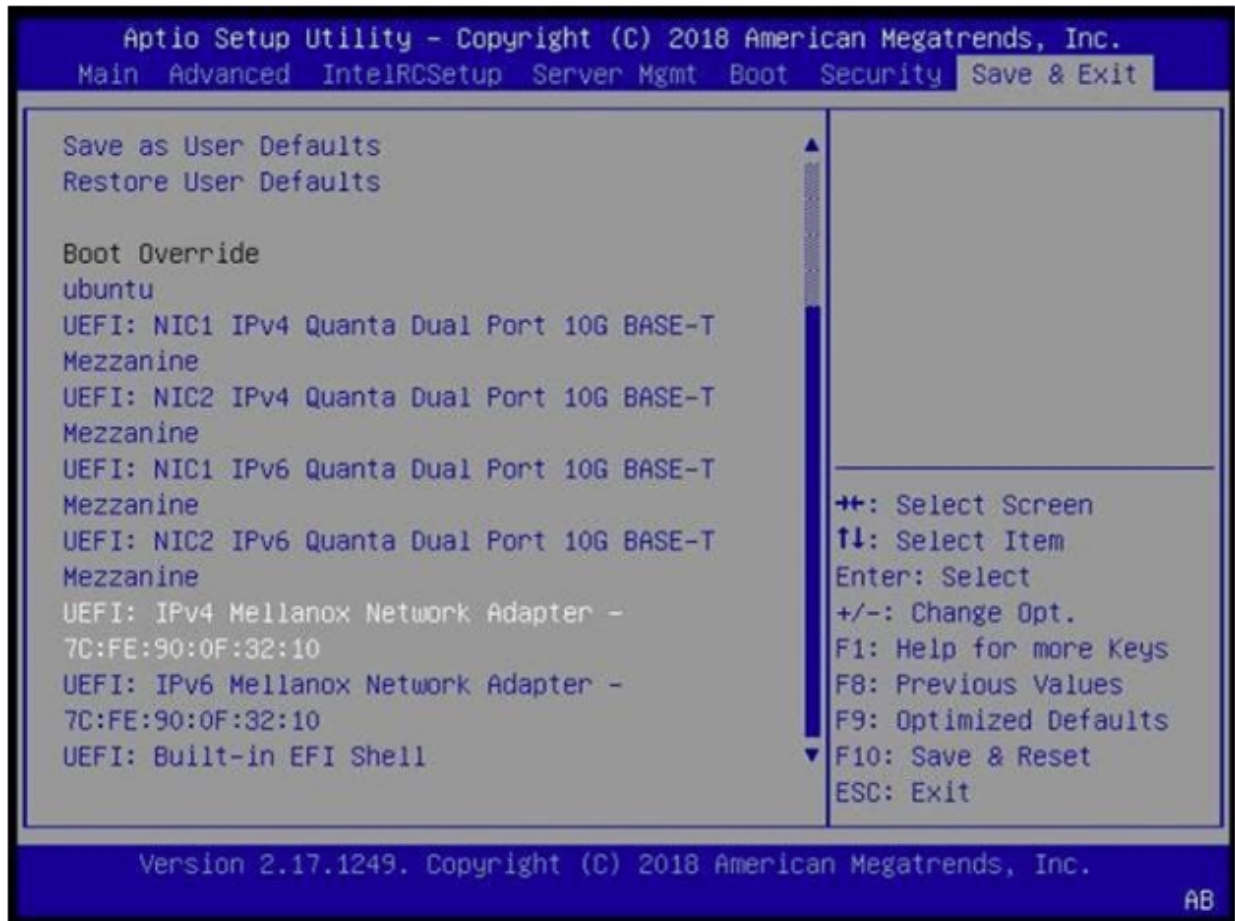 Aptio Setup Utility – Copyright (C) 2018 American Megatrends, Inc.
Main Advanced IntelRCSetup Server Mgmt Boot Security Save & Exit
Save as User Defaults
Restore User Defaults
Boot Override
ubuntu
UEFI: NIC1 IPv4 Quanta Dual Port 10G BASE-T
Mezzanine
UEFI: NIC2 IPv4 Quanta Dual Port 10G BASE-T
Mezzanine
UEFI: NIC1 IPv6 Quanta Dual Port 10G BASE-T
Mezzanine
UEFI: NIC2 IPv6 Quanta Dual Port 10G BASE-T
Mezzanine
UEFI: IPv4 Mellanox Network Adapter –
7C:FE:90:0F:32:10
UEFI: IPv6 Mellanox Network Adapter –
7C:FE:90:0F:32:10
UEFI: Built-in EFI Shell
→←: Select Screen
↑↓: Select Item
Enter: Select
+/-: Change Opt.
F1: Help for more Keys
F8: Previous Values
F9: Optimized Defaults
F10: Save & Reset
ESC: Exit
Version 2.17.1249. Copyright (C) 2018 American Megatrends, Inc.
AB